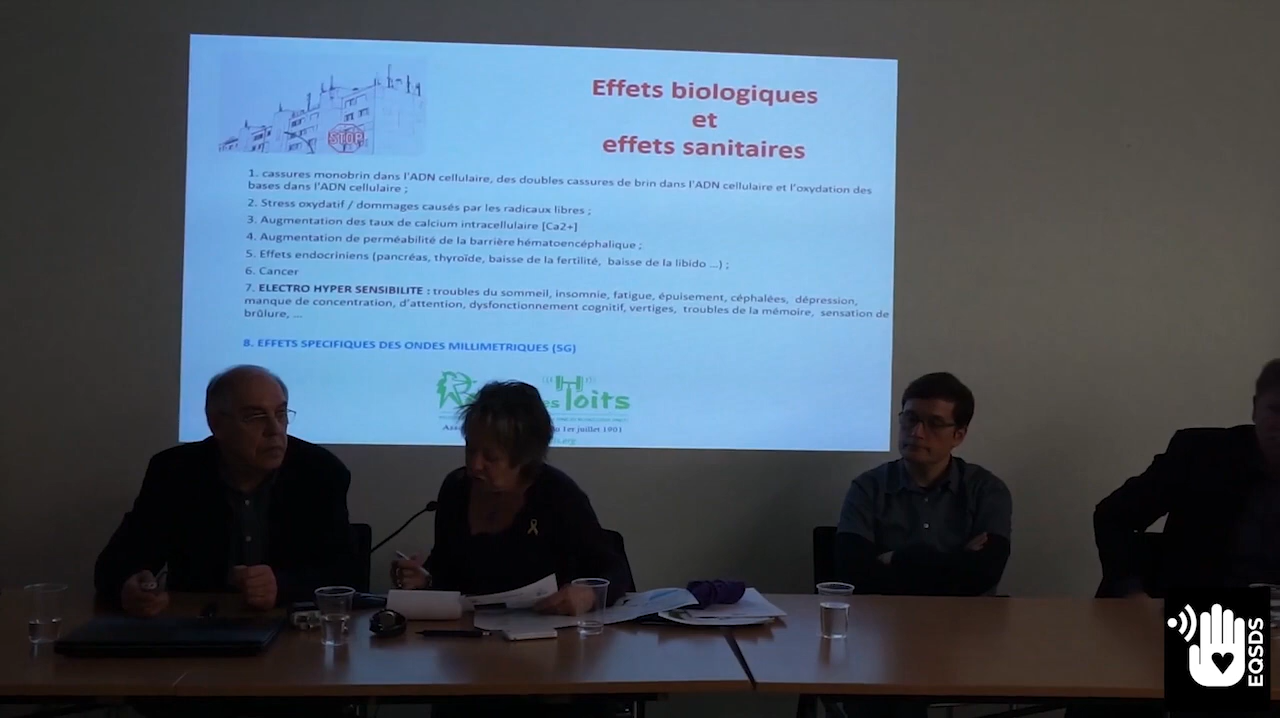 Effets biologiques
et
effets sanitaires
STOP
1. cassures monobrin dans l'ADN cellulaire, des doubles cassures de brin dans l'ADN cellulaire et l'oxydation des
bases dans l'ADN cellulaire ;
2. Stress oxydatif / dommages causés par les radicaux libres ;
3. Augmentation des taux de calcium intracellulaire [Ca2+]
4. Augmentation de perméabilité de la barrière hématoencéphalique ;
5. Effets endocriniens (pancréas, thyroïde, baisse de la fertilité, baisse de la libido ...) ;
6. Cancer
7. ELECTRO HYPER SENSIBILITE : troubles du sommeil, insomnie, fatigue, épuisement, céphalées, dépression,
manque de concentration, d'attention, dysfonctionnement cognitif, vertiges, troubles de la mémoire, sensation de
brûlure, ...
8. EFFETS SPECIFIQUES DES ONDES MILLIMETRIQUES (5G)
es Toits
1er juillet 1901
EQSDS